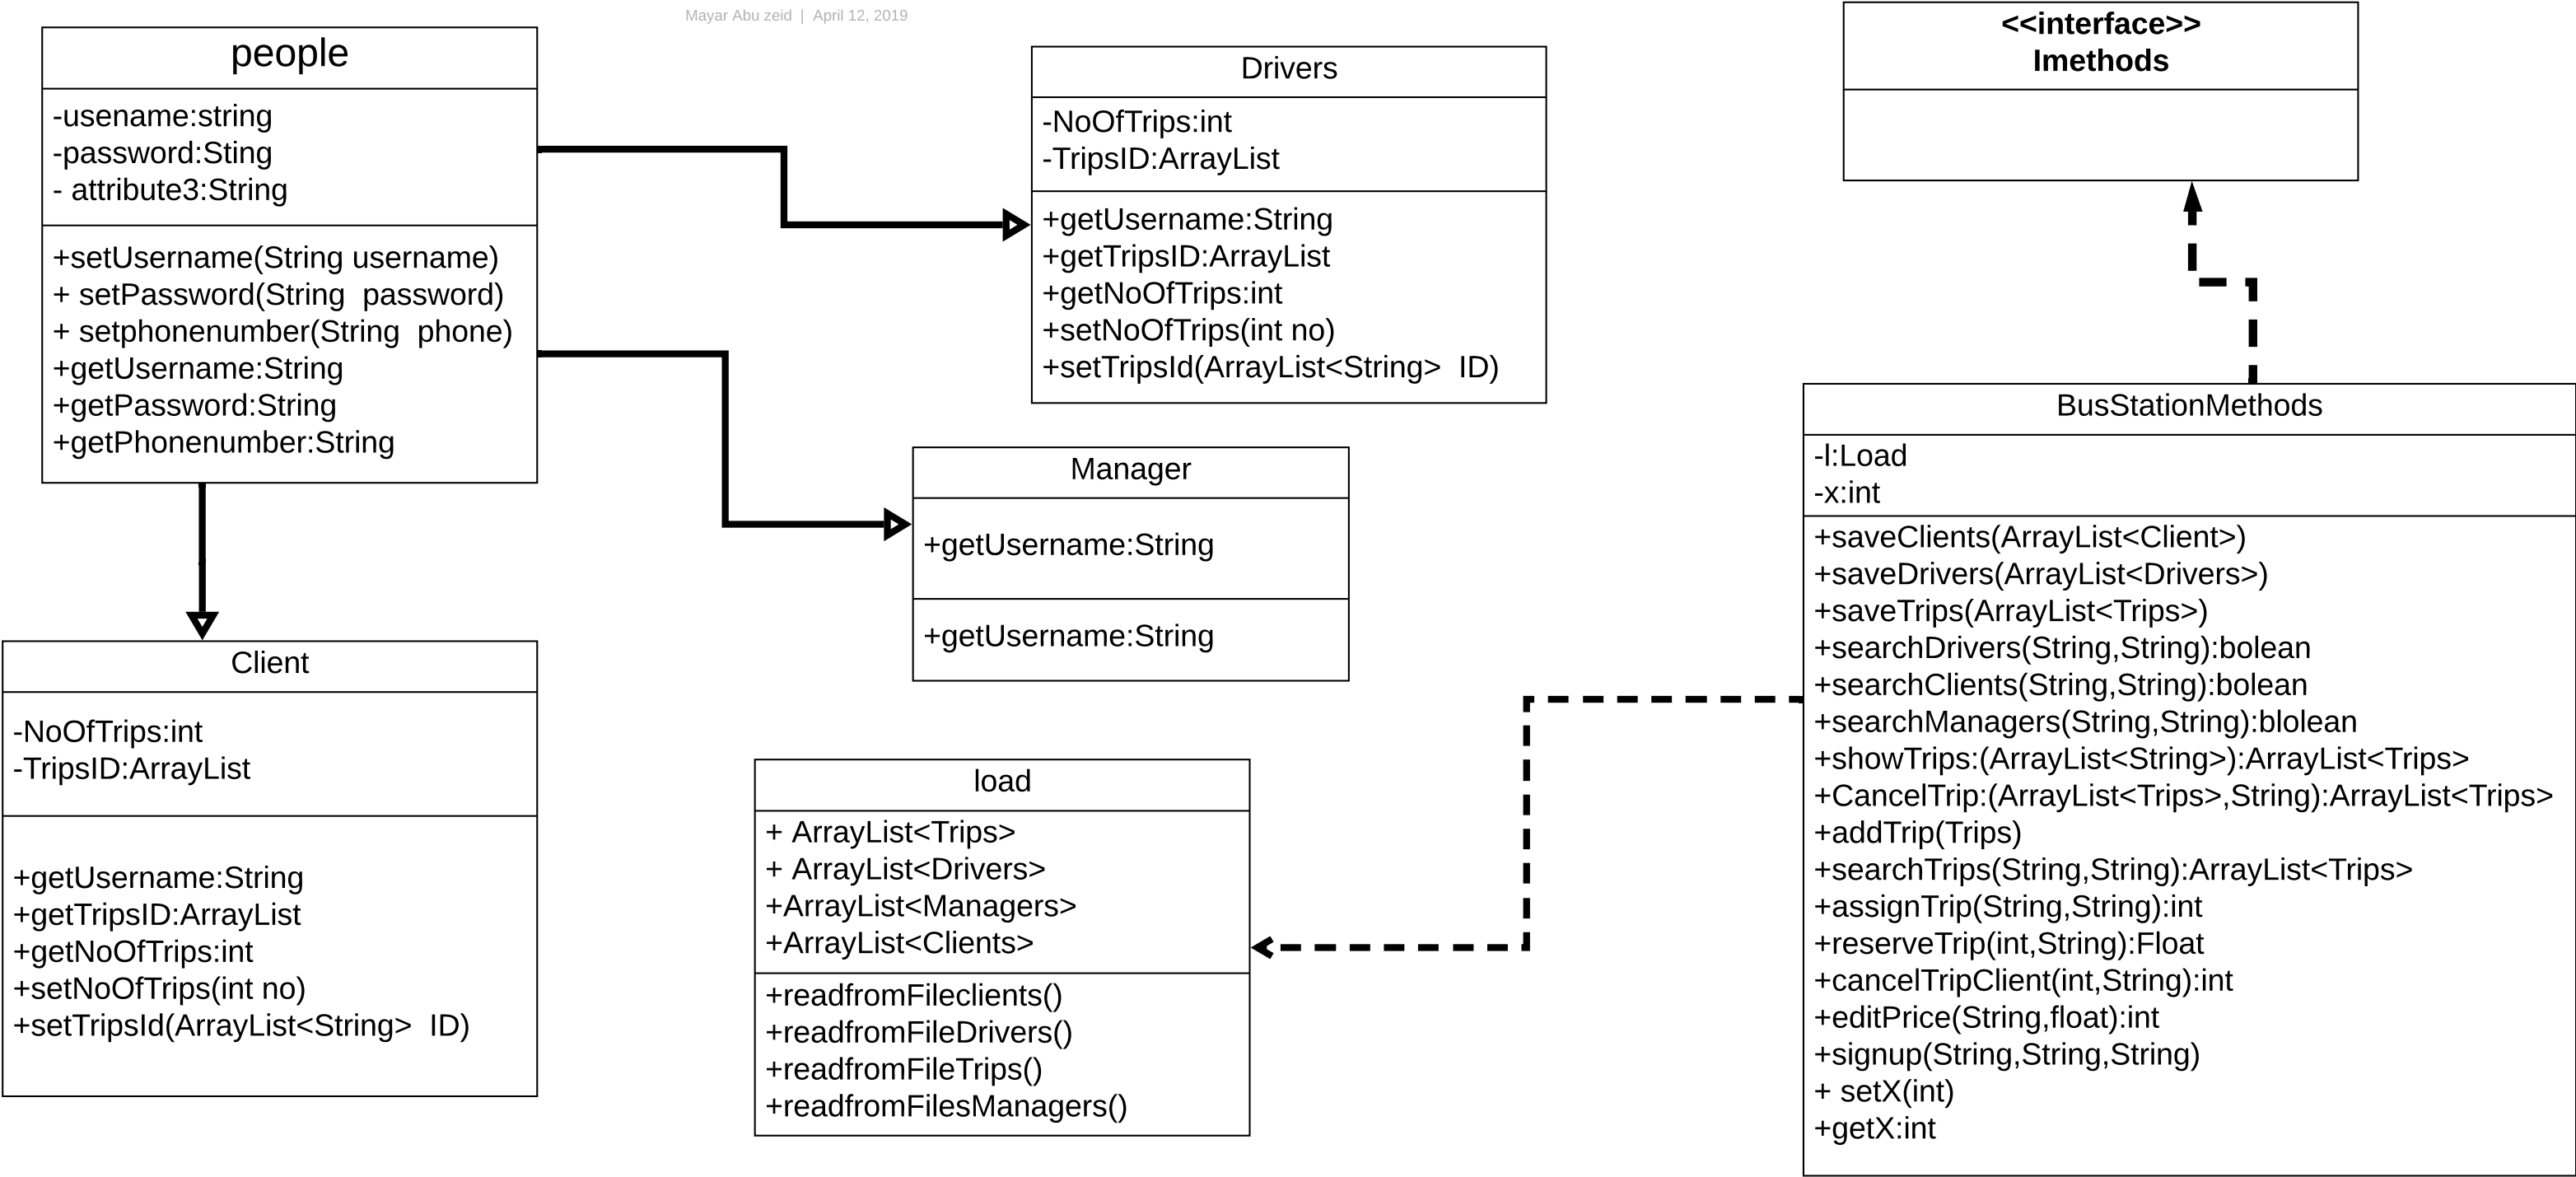 Mayar Abu zeid | April 12, 2019
people
-usename:string
-password:Sting
- attribute3:String
+setUsername(String username)
+ setPassword(String  password)
+ setphonenumber(String  phone)
+getUsername:String
+getPassword:String
+getPhonenumber:String
Drivers
-NoOfTrips:int
-TripsID:ArrayList
+getUsername:String
+getTripsID:ArrayList
+getNoOfTrips:int
+setNoOfTrips(int no)
+setTripsId(ArrayList<String>  ID)
<<interface>>
Imethods
Manager
+getUsername:String
+getUsername:String
Client
-NoOfTrips:int
-TripsID:ArrayList
+getUsername:String
+getTripsID:ArrayList
+getNoOfTrips:int
+setNoOfTrips(int no)
+setTripsId(ArrayList<String>  ID)
load
+ ArrayList<Trips>
+ ArrayList<Drivers>
+ArrayList<Managers>
+ArrayList<Clients>
+readfromFileclients()
+readfromFileDrivers()
+readfromFileTrips()
+readfromFilesManagers()
BusStationMethods
-l:Load
-x:int
+saveClients(ArrayList<Client>)
+saveDrivers(ArrayList<Drivers>)
+saveTrips(ArrayList<Trips>)
+searchDrivers(String,String):bolean
+searchClients(String,String):bolean
+searchManagers(String,String):blolean
+showTrips:(ArrayList<String>):ArrayList<Trips>
+CancelTrip:(ArrayList<Trips>,String):ArrayList<Trips>
+addTrip(Trips)
+searchTrips(String,String):ArrayList<Trips>
+assignTrip(String,String):int
+reserveTrip(int,String):Float
+cancelTripClient(int,String):int
+editPrice(String,float):int
+signup(String,String,String)
+ setX(int)
+getX:int